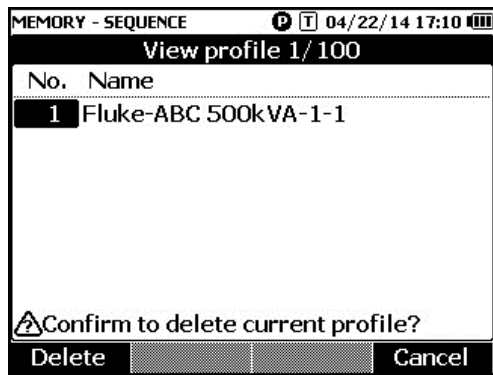 MEMORY - SEQUENCE P T 04/22/14 17:10
View profile 1/100
No. Name
1 Fluke-ABC 500kVA-1-1
Confirm to delete current profile?
Delete Cancel